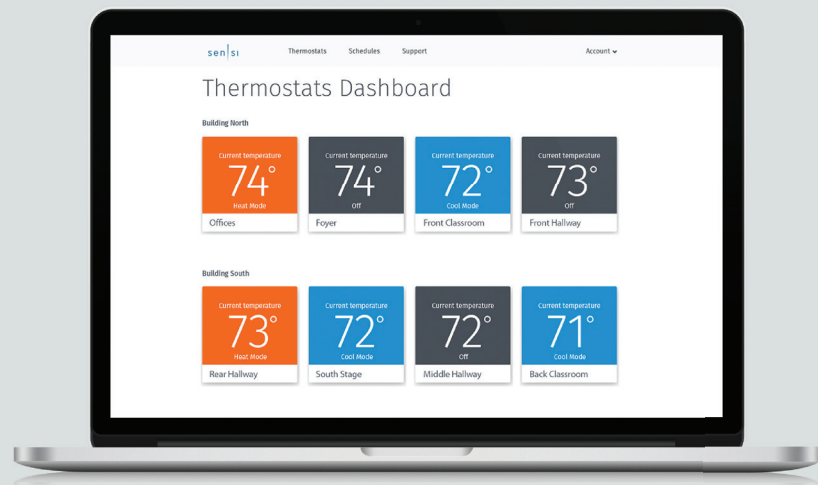 sensi Thermostats Schedules Support Account
Thermostats Dashboard
Building North
Current temperature Current temperature Current temperature Current temperature
74° 74° 72° 73°
Heat Mode Off Cool Mode Off
Offices Foyer Front Classroom Front Hallway
Building South
Current temperature Current temperature Current temperature Current temperature
73° 72° 72° 71°
Heat Mode Cool Mode Off Cool Mode
Rear Hallway South Stage Middle Hallway Back Classroom